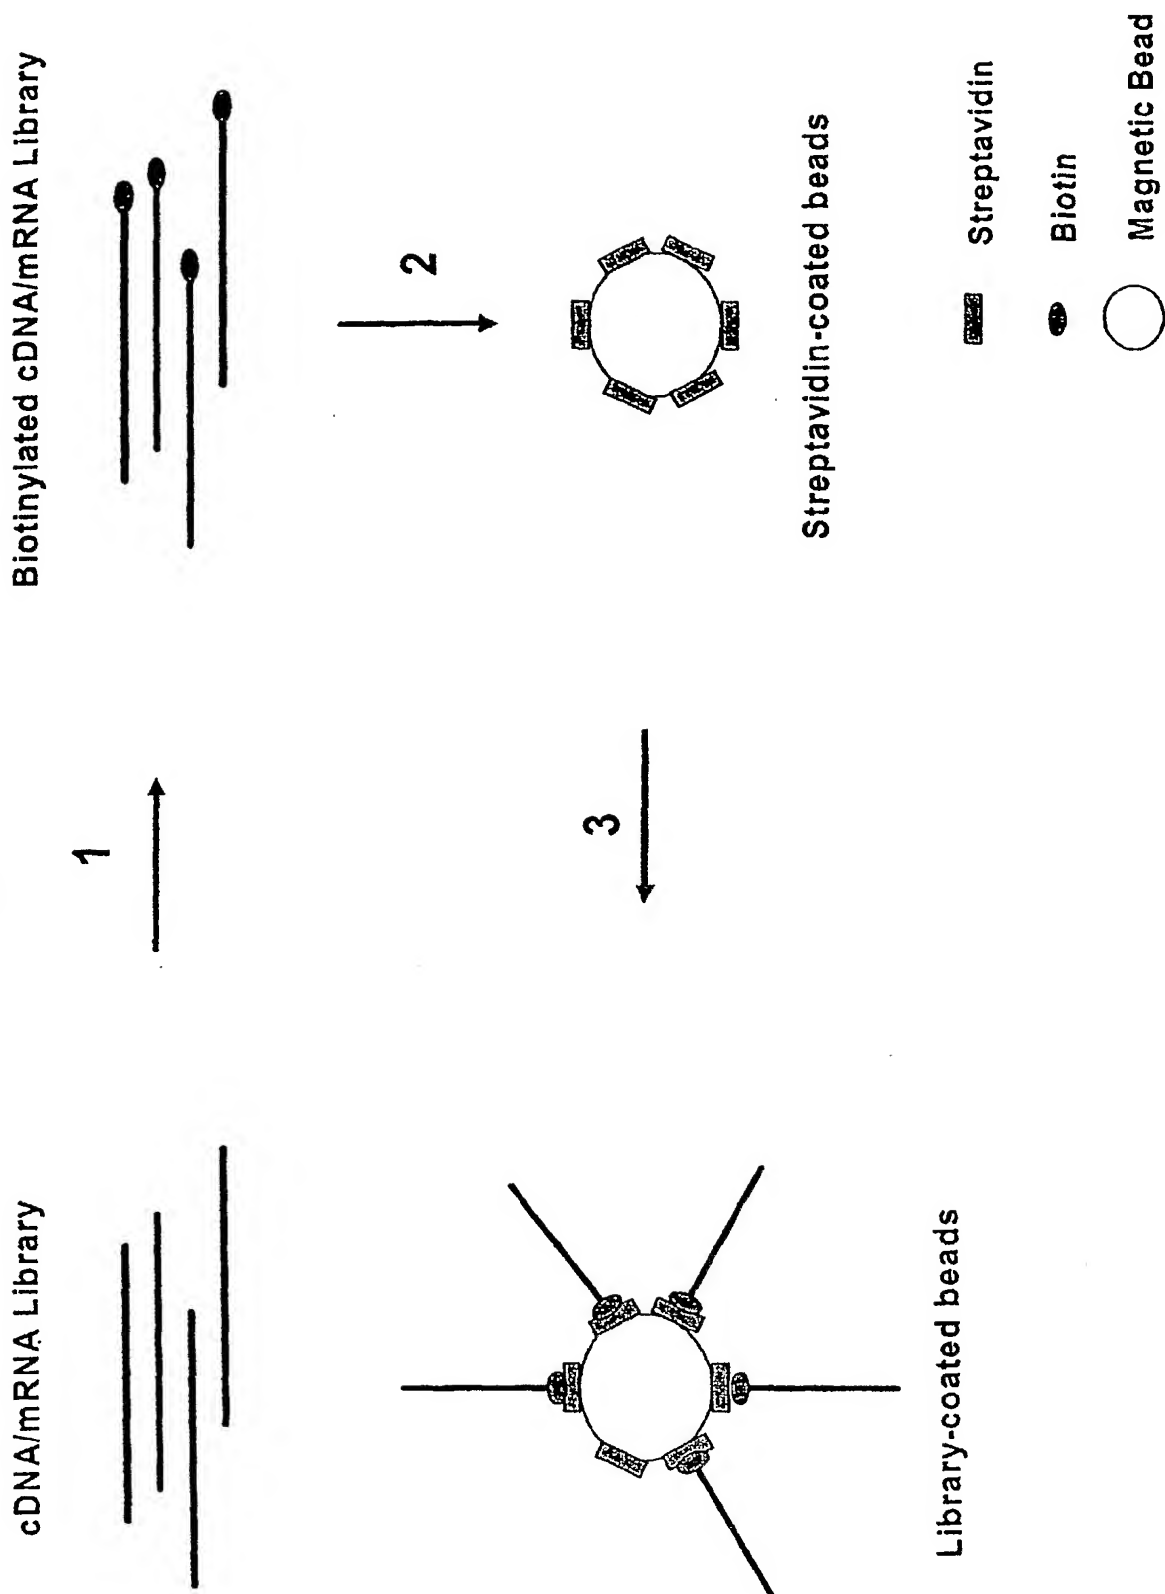 cDNA/mRNA Library
1
Biotinylated cDNA/mRNA Library
2
3
Library-coated beads
Streptavidin-coated beads
Streptavidin
Biotin
Magnetic Bead